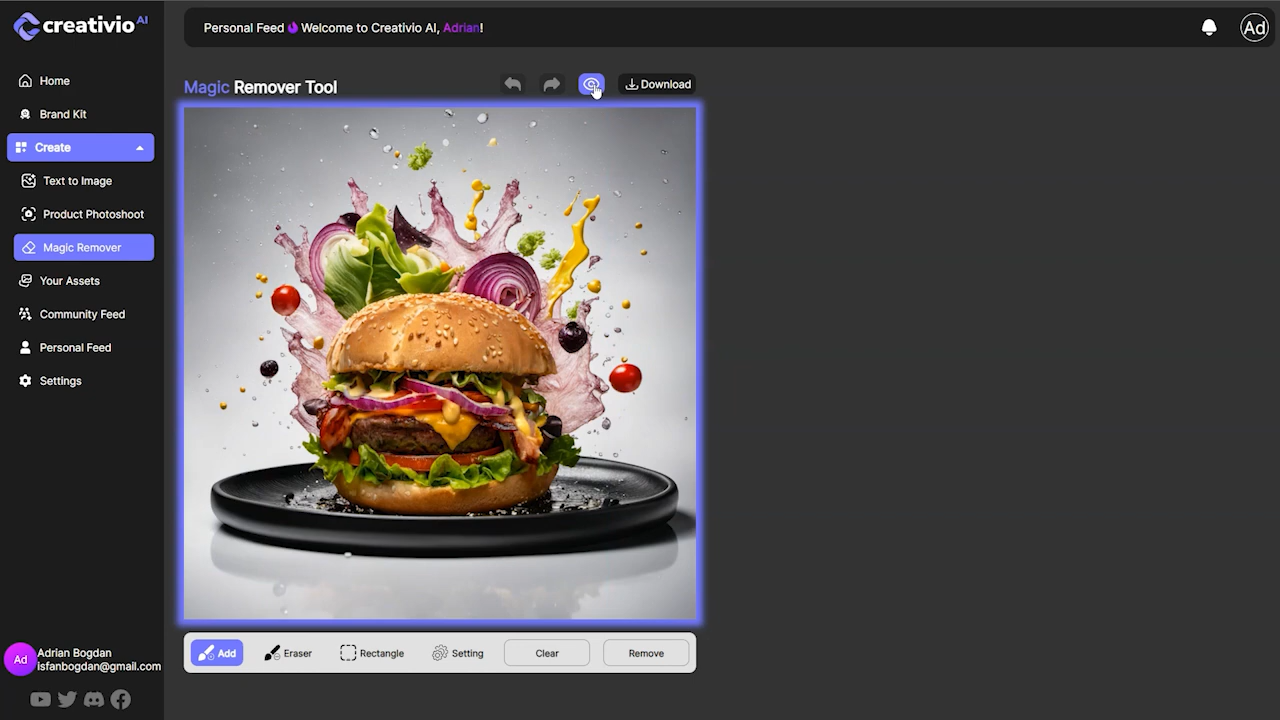 creativio AI
Personal Feed Welcome to Creativio AI, Adrian!
Ad
Home
Brand Kit
Create
Text to Image
Product Photoshoot
Magic Remover
Your Assets
Community Feed
Personal Feed
Settings
Magic Remover Tool
Download
Add
Eraser
Rectangle
Setting
Clear
Remove
Ad
Adrian Bogdan
isfanbogdan@gmail.com